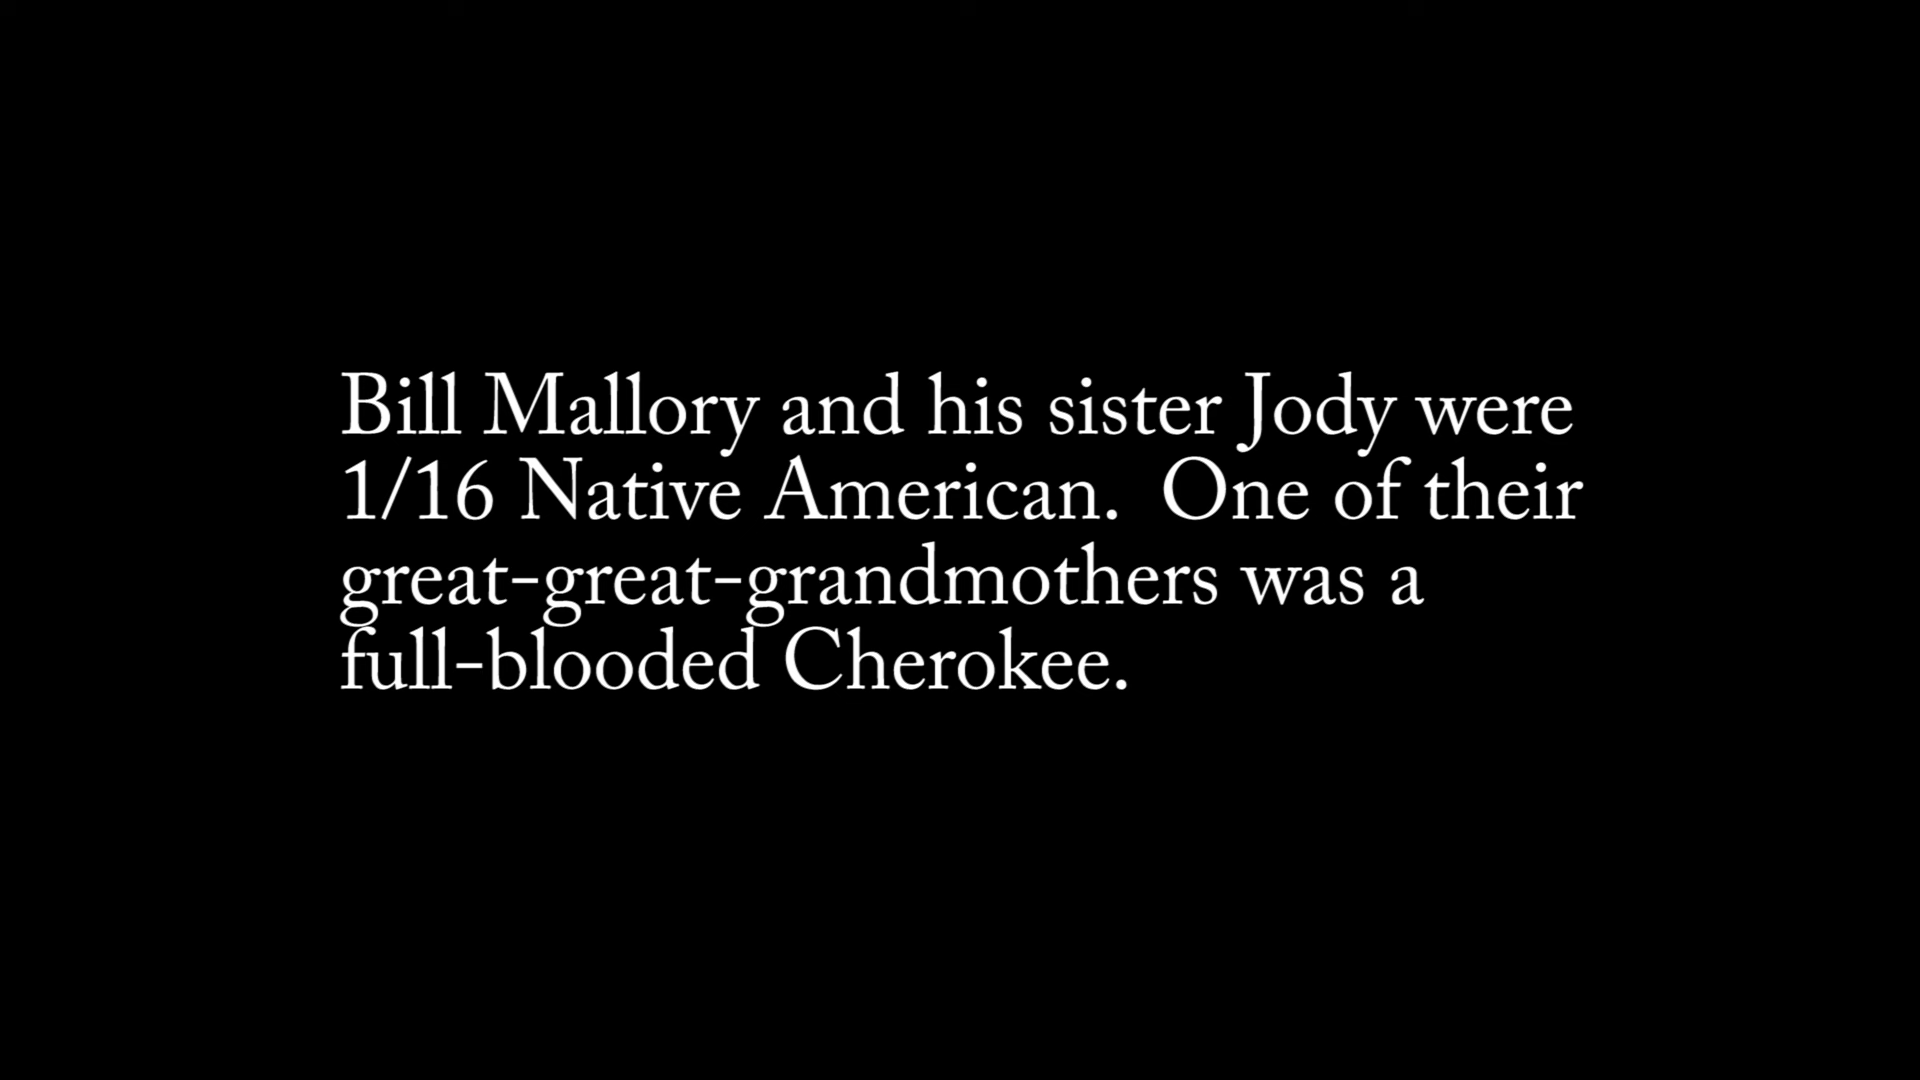 Bill Mallory and his sister Jody were
1/16 Native American.  One of their
great-great-grandmothers was a
full-blooded Cherokee.